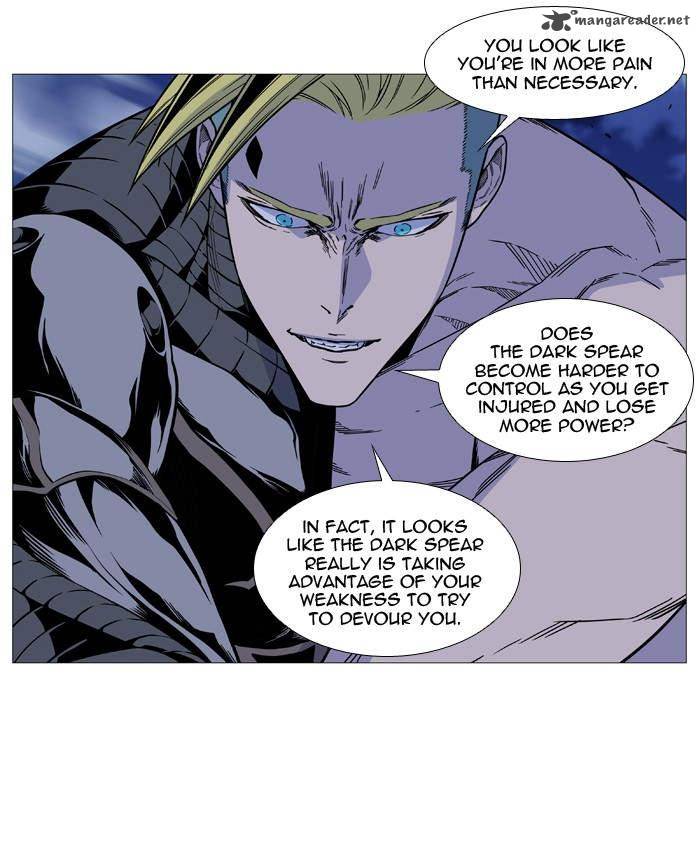 mangareader.net
YOU LOOK LIKE
YOU'RE IN MORE PAIN
THAN NECESSARY.
DOES
THE DARK SPEAR
BECOME HARDER TO
CONTROL AS YOU GET
INJURED AND LOSE
MORE POWER?
IN FACT, IT LOOKS
LIKE THE DARK SPEAR
REALLY IS TAKING
ADVANTAGE OF YOUR
WEAKNESS TO TRY
TO DEVOUR YOU.